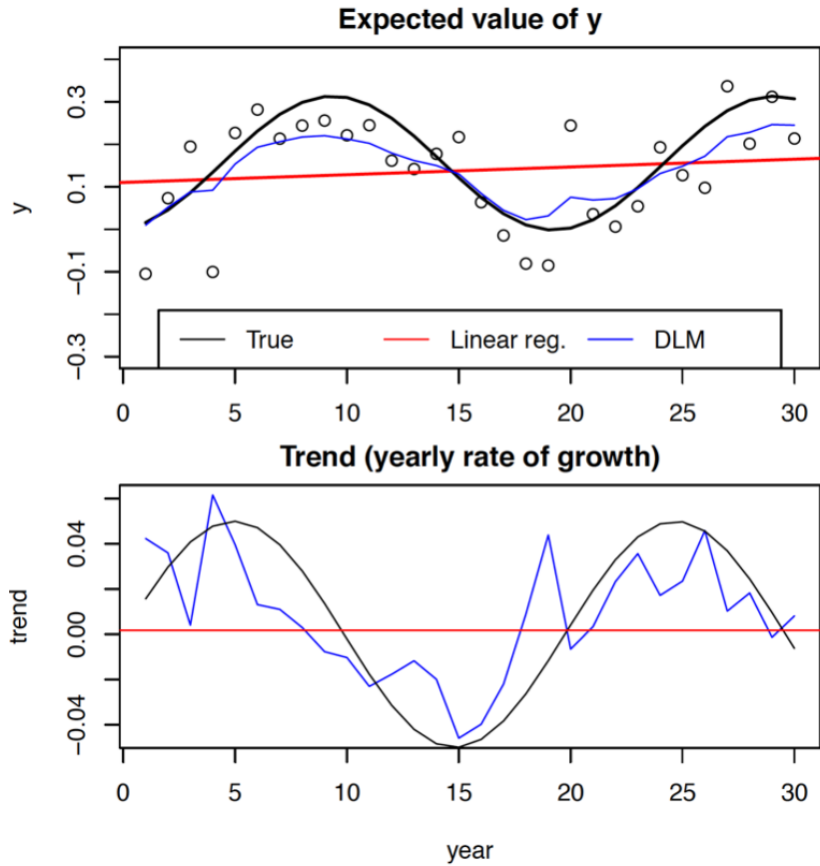 Expected value of y
y
0.3
0.1
−0.1
−0.3
True Linear reg. DLM
0 5 10 15 20 25 30
Trend (yearly rate of growth)
trend
0.04
0.00
−0.04
0 5 10 15 20 25 30
year